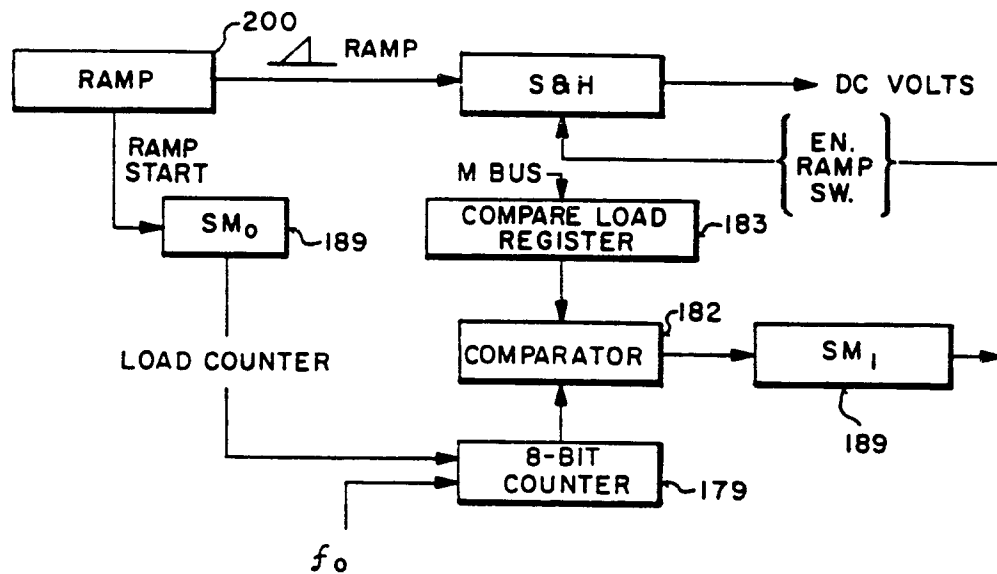 200
RAMP
RAMP
S & H
DC VOLTS
RAMP
START
EN.
RAMP
SW.
M BUS
SM₀
189
COMPARE LOAD
REGISTER
183
LOAD COUNTER
COMPARATOR
182
SM₁
189
8-BIT
COUNTER
179
f₀